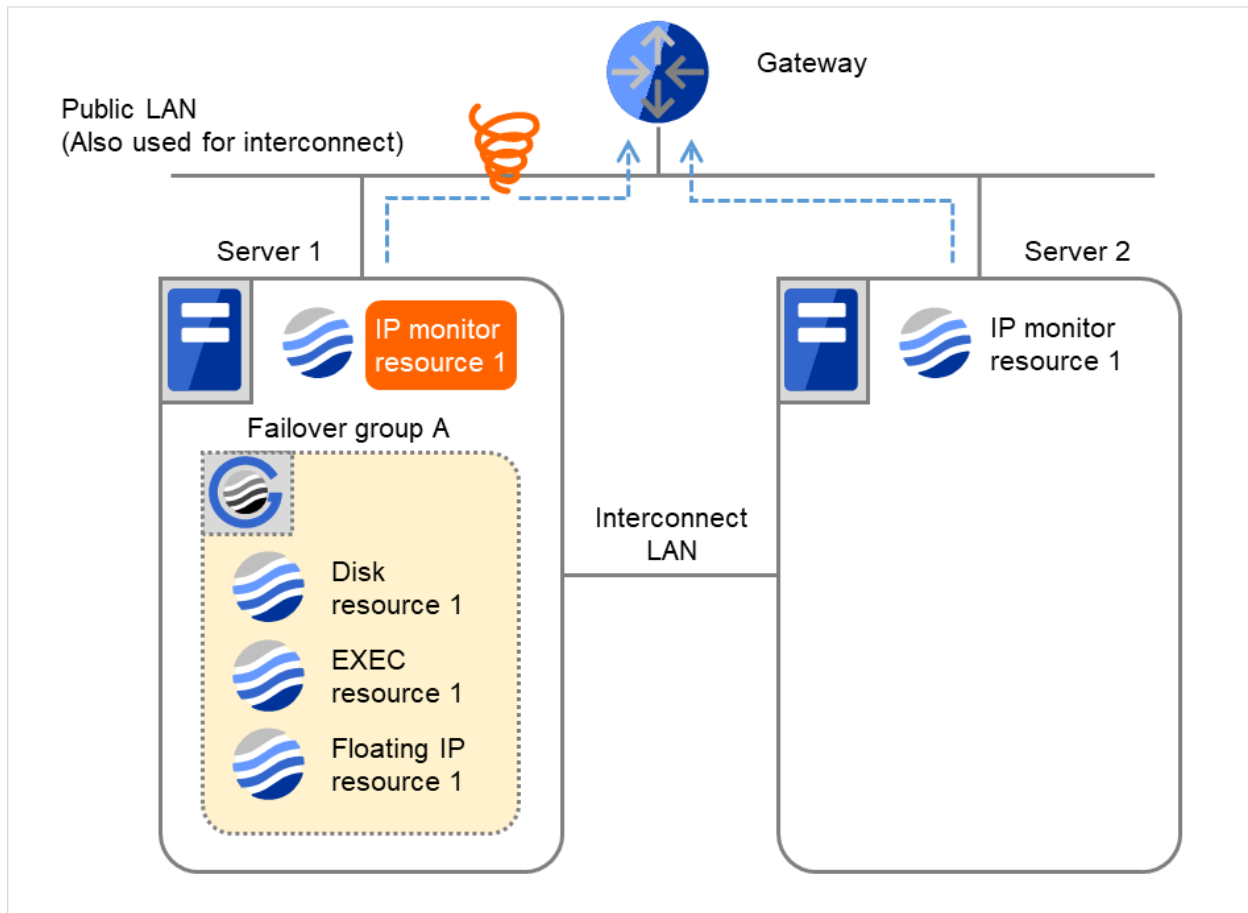 Gateway
Public LAN
(Also used for interconnect)
Server 1
Server 2
IP monitor
resource 1
IP monitor
resource 1
Failover group A
Interconnect
LAN
Disk
resource 1
EXEC
resource 1
Floating IP
resource 1